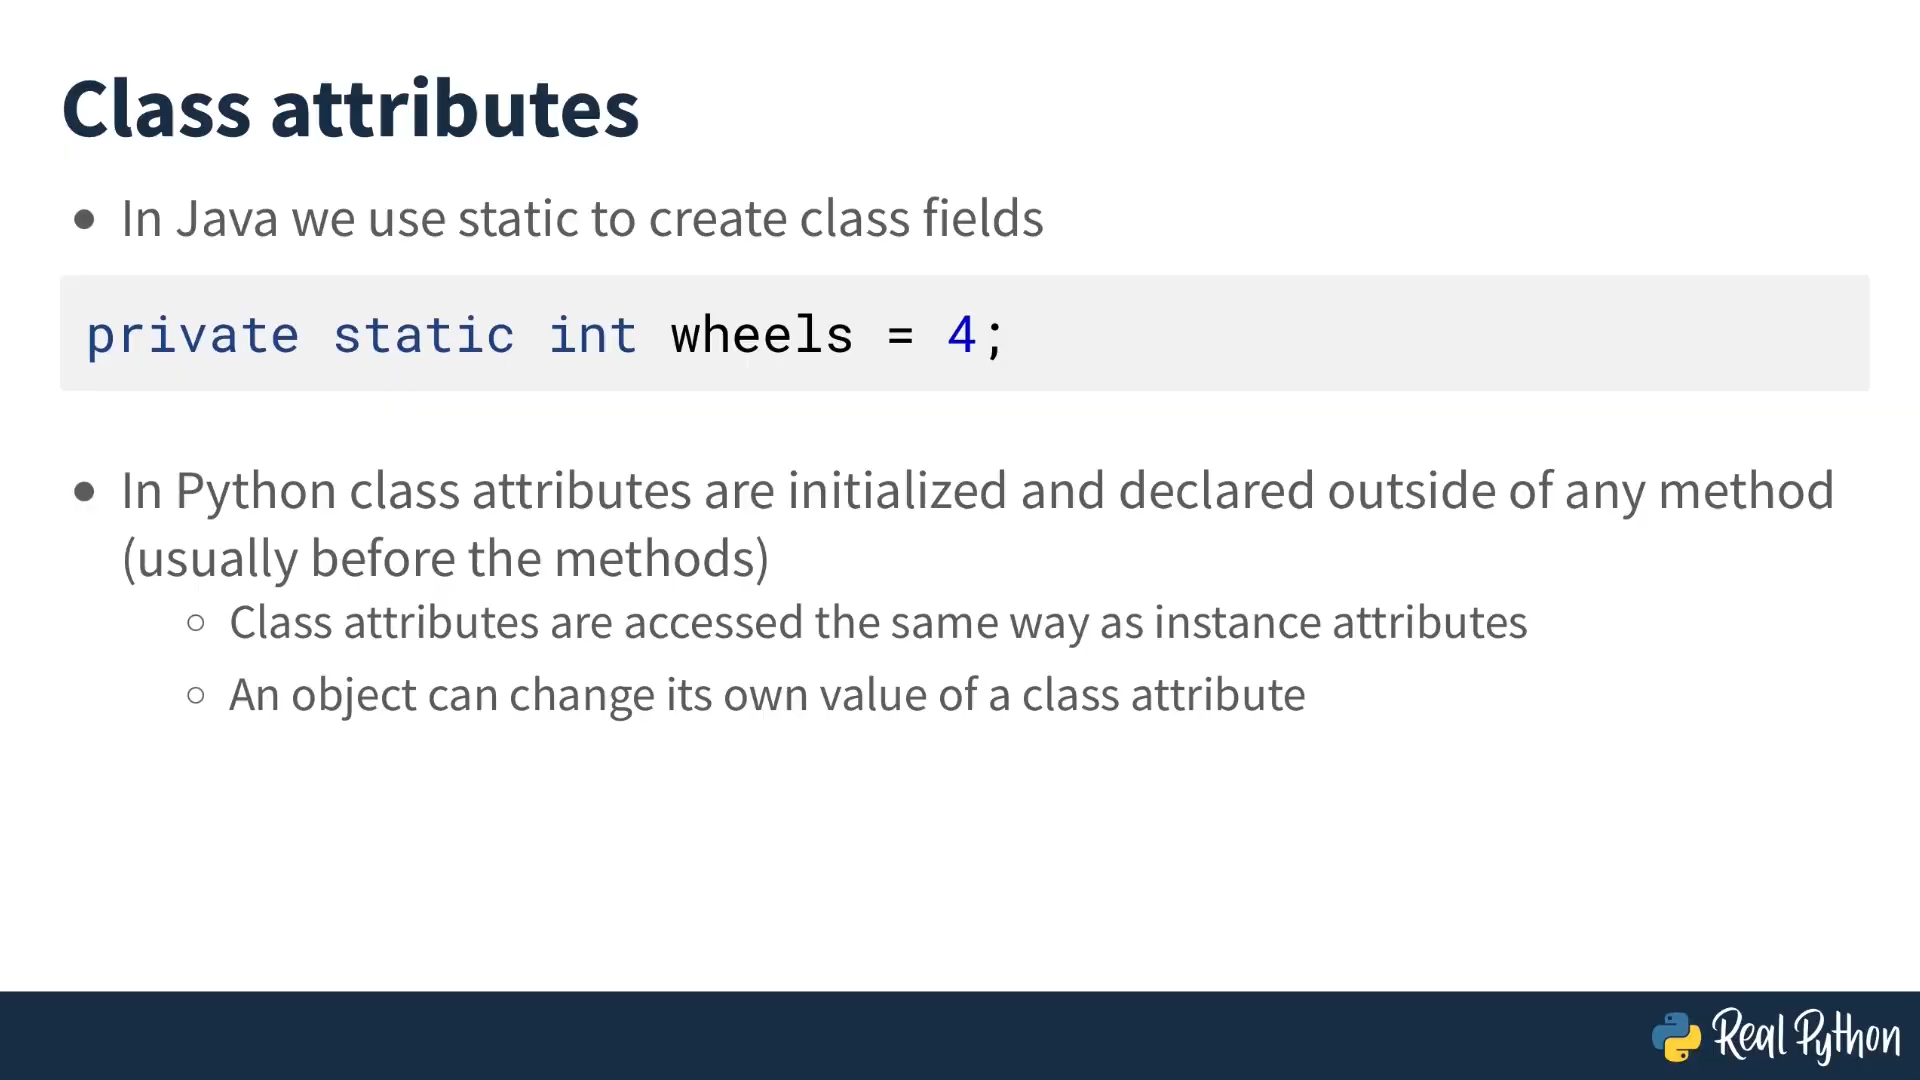 Class attributes
• In Java we use static to create class fields
private static int wheels = 4;
• In Python class attributes are initialized and declared outside of any method
(usually before the methods)
○ Class attributes are accessed the same way as instance attributes
○ An object can change its own value of a class attribute
Real Python